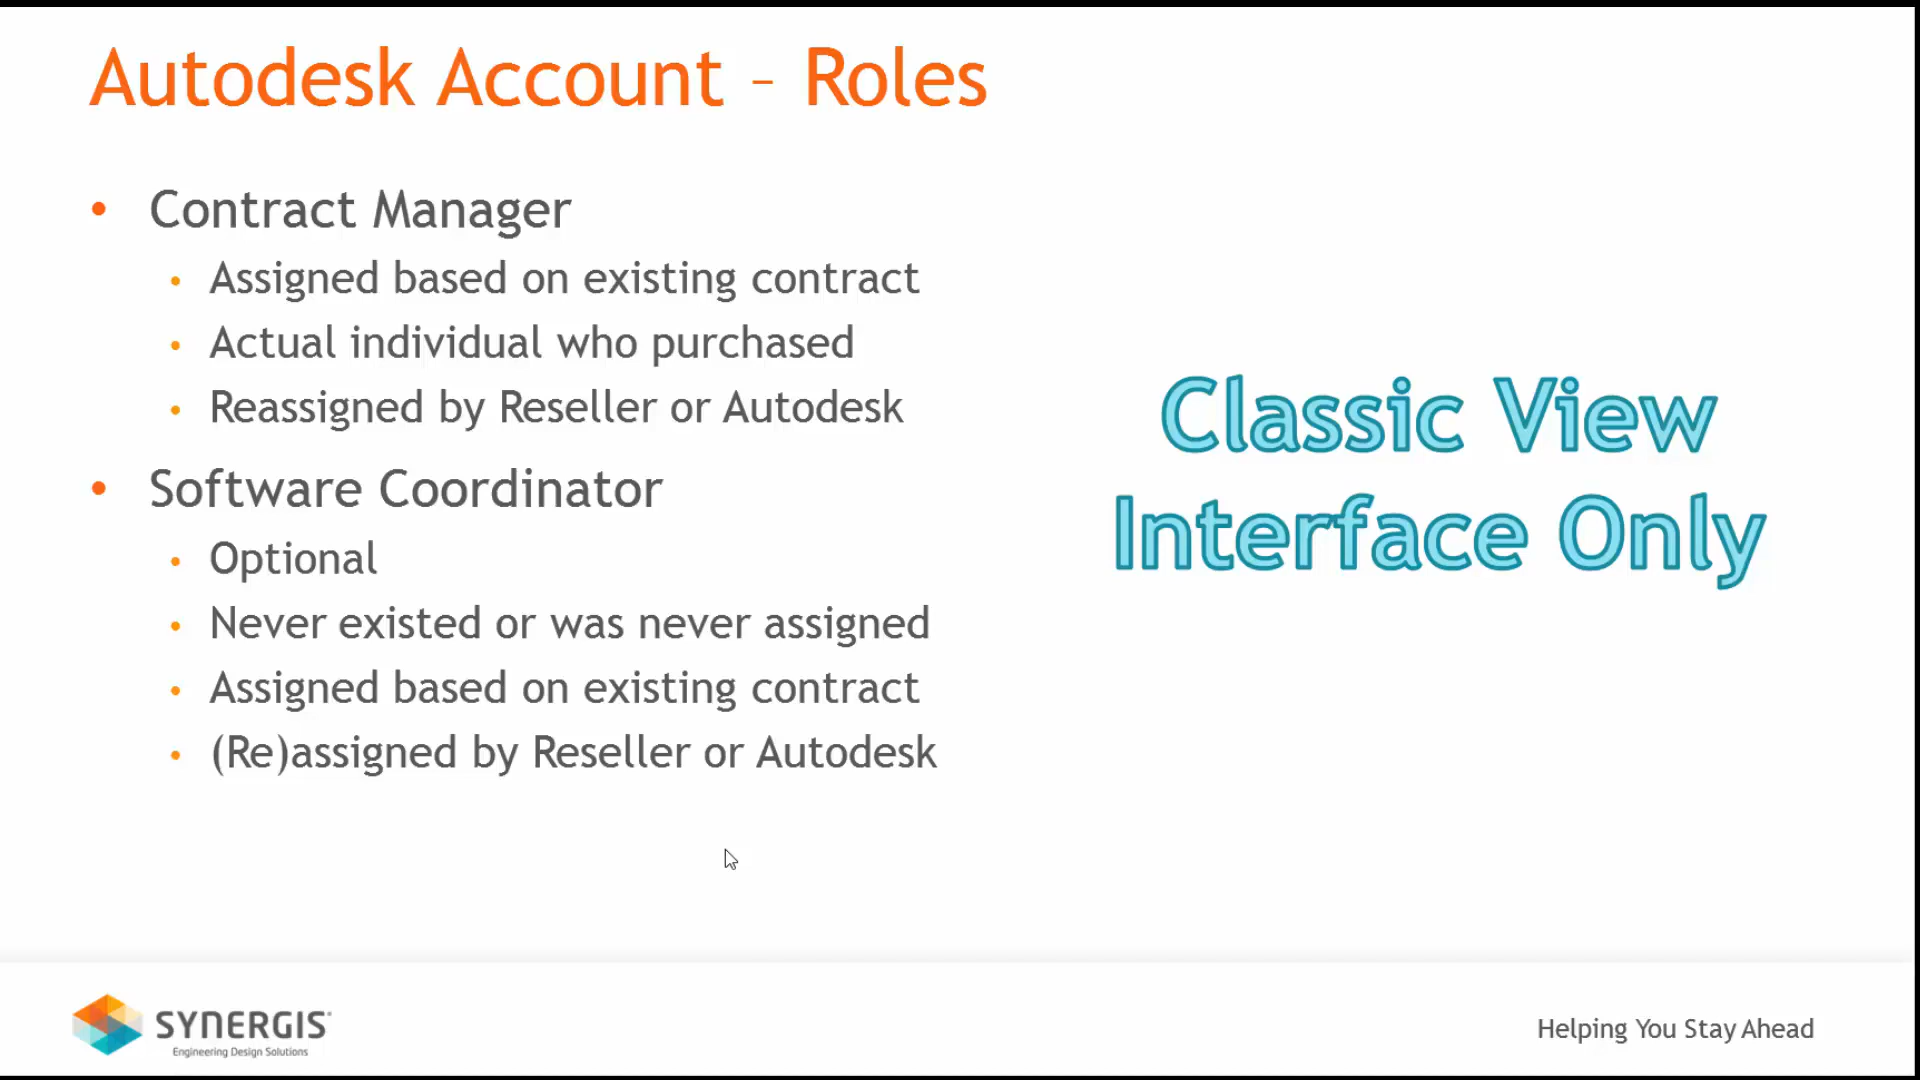 Autodesk Account – Roles
• Contract Manager
• Assigned based on existing contract
• Actual individual who purchased
• Reassigned by Reseller or Autodesk
• Software Coordinator
• Optional
• Never existed or was never assigned
• Assigned based on existing contract
• (Re)assigned by Reseller or Autodesk
Classic View
Interface Only
SYNERGIS
Engineering Design Solutions
Helping You Stay Ahead